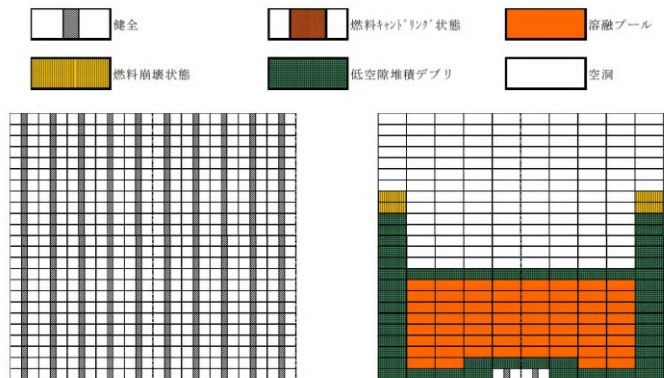 健全
燃料ｷｬﾝﾄﾞﾘﾝｸﾞ状態
溶融プール
燃料崩壊状態
低空隙堆積デブリ
空洞